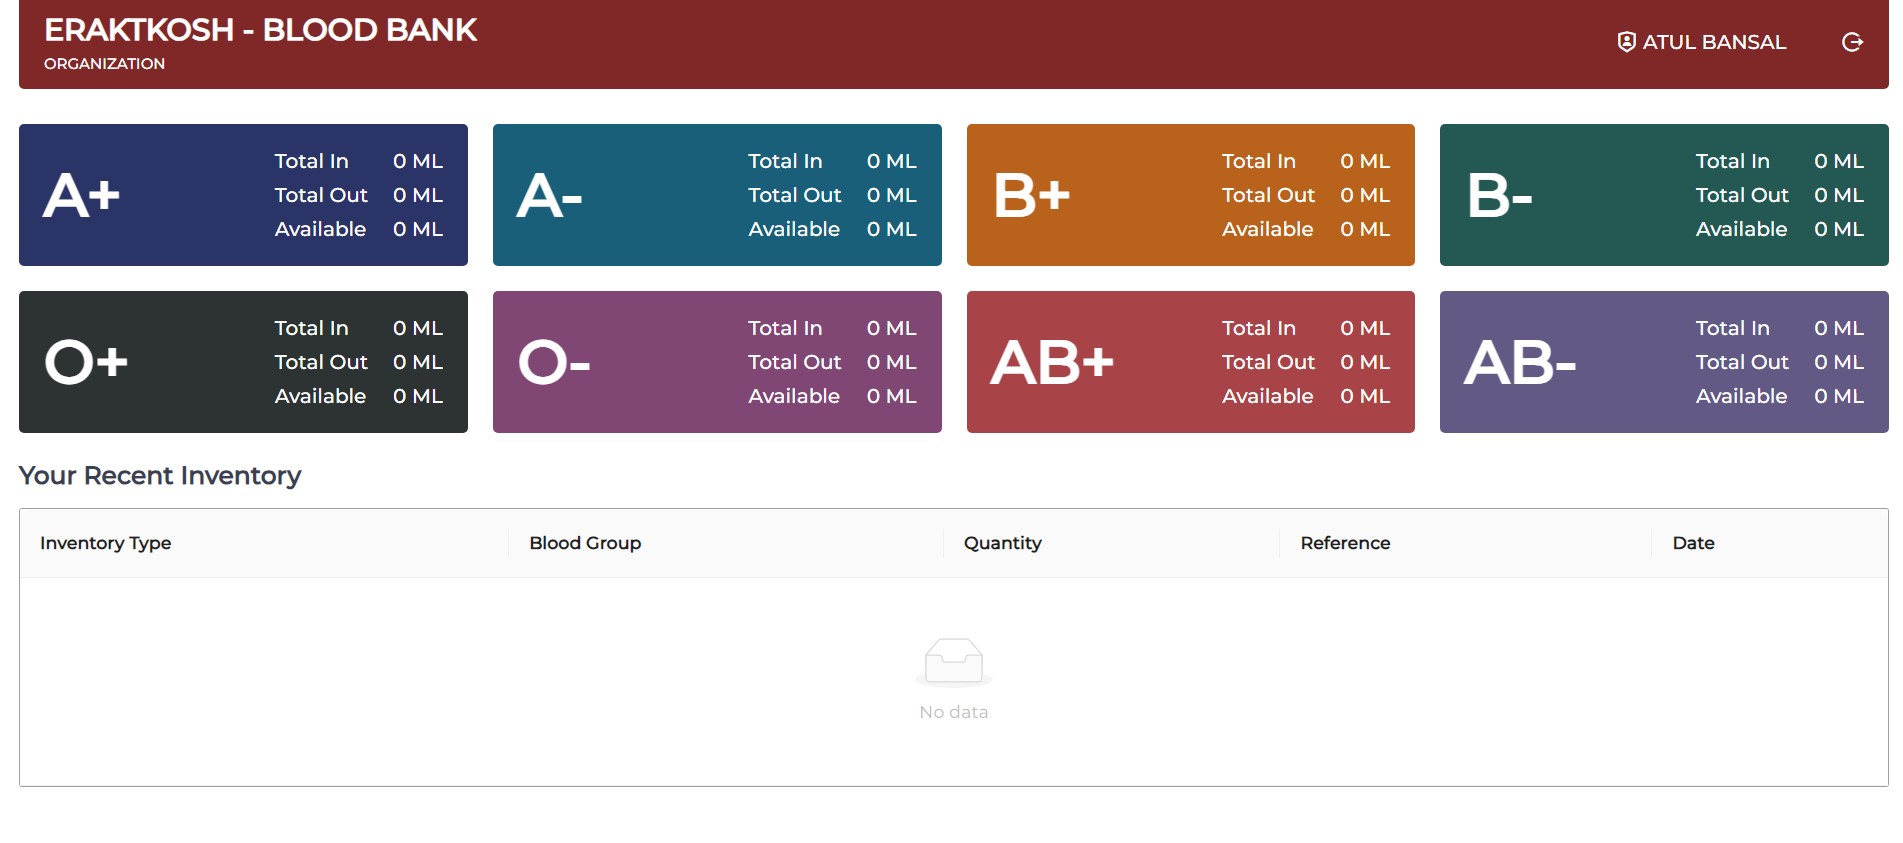 ERAKTKOSH - BLOOD BANK
ORGANIZATION
ATUL BANSAL
A+
Total In 0 ML
Total Out 0 ML
Available 0 ML
A-
Total In 0 ML
Total Out 0 ML
Available 0 ML
B+
Total In 0 ML
Total Out 0 ML
Available 0 ML
B-
Total In 0 ML
Total Out 0 ML
Available 0 ML
O+
Total In 0 ML
Total Out 0 ML
Available 0 ML
O-
Total In 0 ML
Total Out 0 ML
Available 0 ML
AB+
Total In 0 ML
Total Out 0 ML
Available 0 ML
AB-
Total In 0 ML
Total Out 0 ML
Available 0 ML
Your Recent Inventory
Inventory Type Blood Group Quantity Reference Date
No data